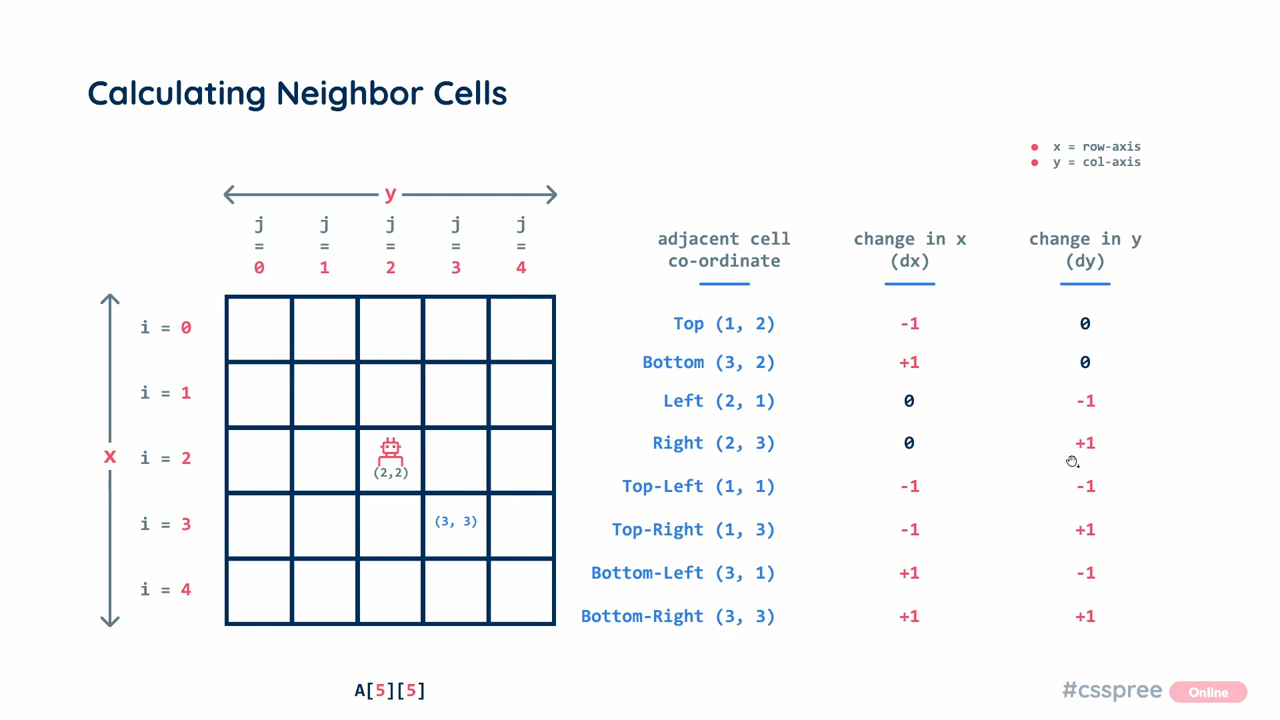 Calculating Neighbor Cells
x = row-axis
y = col-axis
y
j j j j j
= = = = =
0 1 2 3 4
adjacent cell co-ordinate
change in x (dx)
change in y (dy)
x
i = 0
i = 1
i = 2
i = 3
i = 4
(2,2)
(3, 3)
Top (1, 2) -1 0
Bottom (3, 2) +1 0
Left (2, 1) 0 -1
Right (2, 3) 0 +1
Top-Left (1, 1) -1 -1
Top-Right (1, 3) -1 +1
Bottom-Left (3, 1) +1 -1
Bottom-Right (3, 3) +1 +1
A[5][5]
#csspree Online